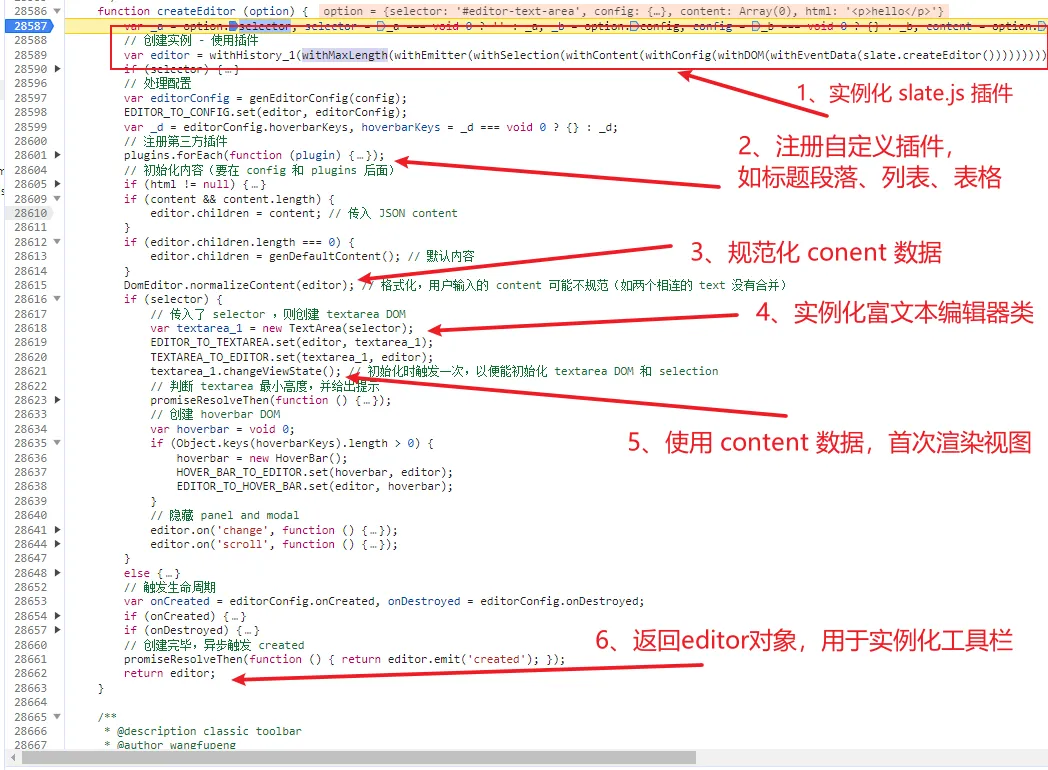 28586 function createEditor (option) { option = {selector: '#editor-text-area', config: {…}, content: Array(0), html: '<p>hello</p>'}
28587 var _a = option.selector, selector = _a === void 0 ? '' : _a, _b = option.config, config = _b === void 0 ? {} : _b, content = option.
28588 // 创建实例 - 使用插件
28589 var editor = withHistory_1(withMaxLength(withEmitter(withSelection(withContent(withConfig(withDOM(withEventData(slate.createEditor()))))))))
28590 if (selector) {…}
1、实例化 slate.js 插件
28596 // 处理配置
28597 var editorConfig = genEditorConfig(config);
28598 EDITOR_TO_CONFIG.set(editor, editorConfig);
28599 var _d = editorConfig.hoverbarKeys, hoverbarKeys = _d === void 0 ? {} : _d;
28600 // 注册第三方插件
28601 plugins.forEach(function (plugin) {…});
2、注册自定义插件，
如标题段落、列表、表格
28604 // 初始化内容（要在 config 和 plugins 后面）
28605 if (html != null) {…}
28609 if (content && content.length) {
28610 editor.children = content; // 传入 JSON content
28611 }
28612 if (editor.children.length === 0) {
28613 editor.children = genDefaultContent(); // 默认内容
3、规范化 conent 数据
28614 }
28615 DomEditor.normalizeContent(editor); // 格式化，用户输入的 content 可能不规范（如两个相连的 text 没有合并）
28616 if (selector) {
28617 // 传入了 selector ，则创建 textarea DOM
28618 var textarea_1 = new TextArea(selector);
4、实例化富文本编辑器类
28619 EDITOR_TO_TEXTAREA.set(editor, textarea_1);
28620 TEXTAREA_TO_EDITOR.set(textarea_1, editor);
28621 textarea_1.changeViewState(); // 初始化时触发一次，以便能初始化 textarea DOM 和 selection
28622 // 判断 textarea 最小高度，并给出提示
28623 promiseResolveThen(function () {…});
28633 // 创建 hoverbar DOM
28634 var hoverbar = void 0;
28635 if (Object.keys(hoverbarKeys).length > 0) {
5、使用 content 数据，首次渲染视图
28636 hoverbar = new HoverBar();
28637 HOVER_BAR_TO_EDITOR.set(hoverbar, editor);
28638 EDITOR_TO_HOVER_BAR.set(editor, hoverbar);
28639 }
28640 // 隐藏 panel and modal
28641 editor.on('change', function () {…});
28644 editor.on('scroll', function () {…});
28647 }
28648 else {…}
28652 // 触发生命周期
28653 var onCreated = editorConfig.onCreated, onDestroyed = editorConfig.onDestroyed;
28654 if (onCreated) {…}
28657 if (onDestroyed) {…}
28660 // 创建完毕，异步触发 created
6、返回editor对象，用于实例化工具栏
28661 promiseResolveThen(function () { return editor.emit('created'); });
28662 return editor;
28663 }
28664
28665 /**
28666 * @description classic toolbar
28667 * @author wangfupeng